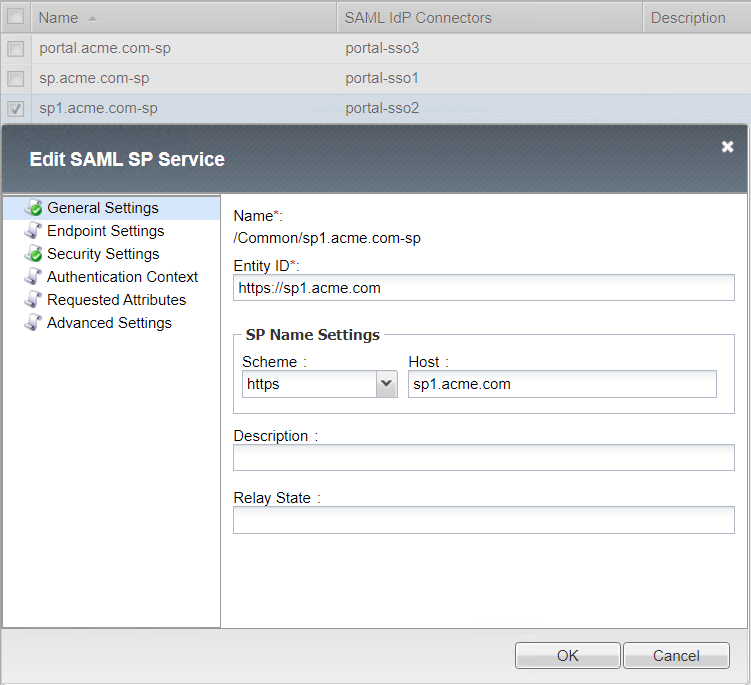 Name SAML IdP Connectors Description
portal.acme.com-sp portal-sso3
sp.acme.com-sp portal-sso1
sp1.acme.com-sp portal-sso2
Edit SAML SP Service
General Settings
Endpoint Settings
Security Settings
Authentication Context
Requested Attributes
Advanced Settings
Name*:
/Common/sp1.acme.com-sp
Entity ID*:
https://sp1.acme.com
SP Name Settings
Scheme : Host :
https sp1.acme.com
Description :
Relay State :
OK Cancel